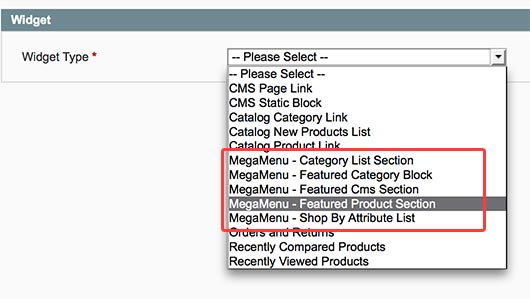 Widget
Widget Type *
-- Please Select --
-- Please Select --
CMS Page Link
CMS Static Block
Catalog Category Link
Catalog New Products List
Catalog Product Link
MegaMenu - Category List Section
MegaMenu - Featured Category Block
MegaMenu - Featured Cms Section
MegaMenu - Featured Product Section
MegaMenu - Shop By Attribute List
Orders and Returns
Recently Compared Products
Recently Viewed Products